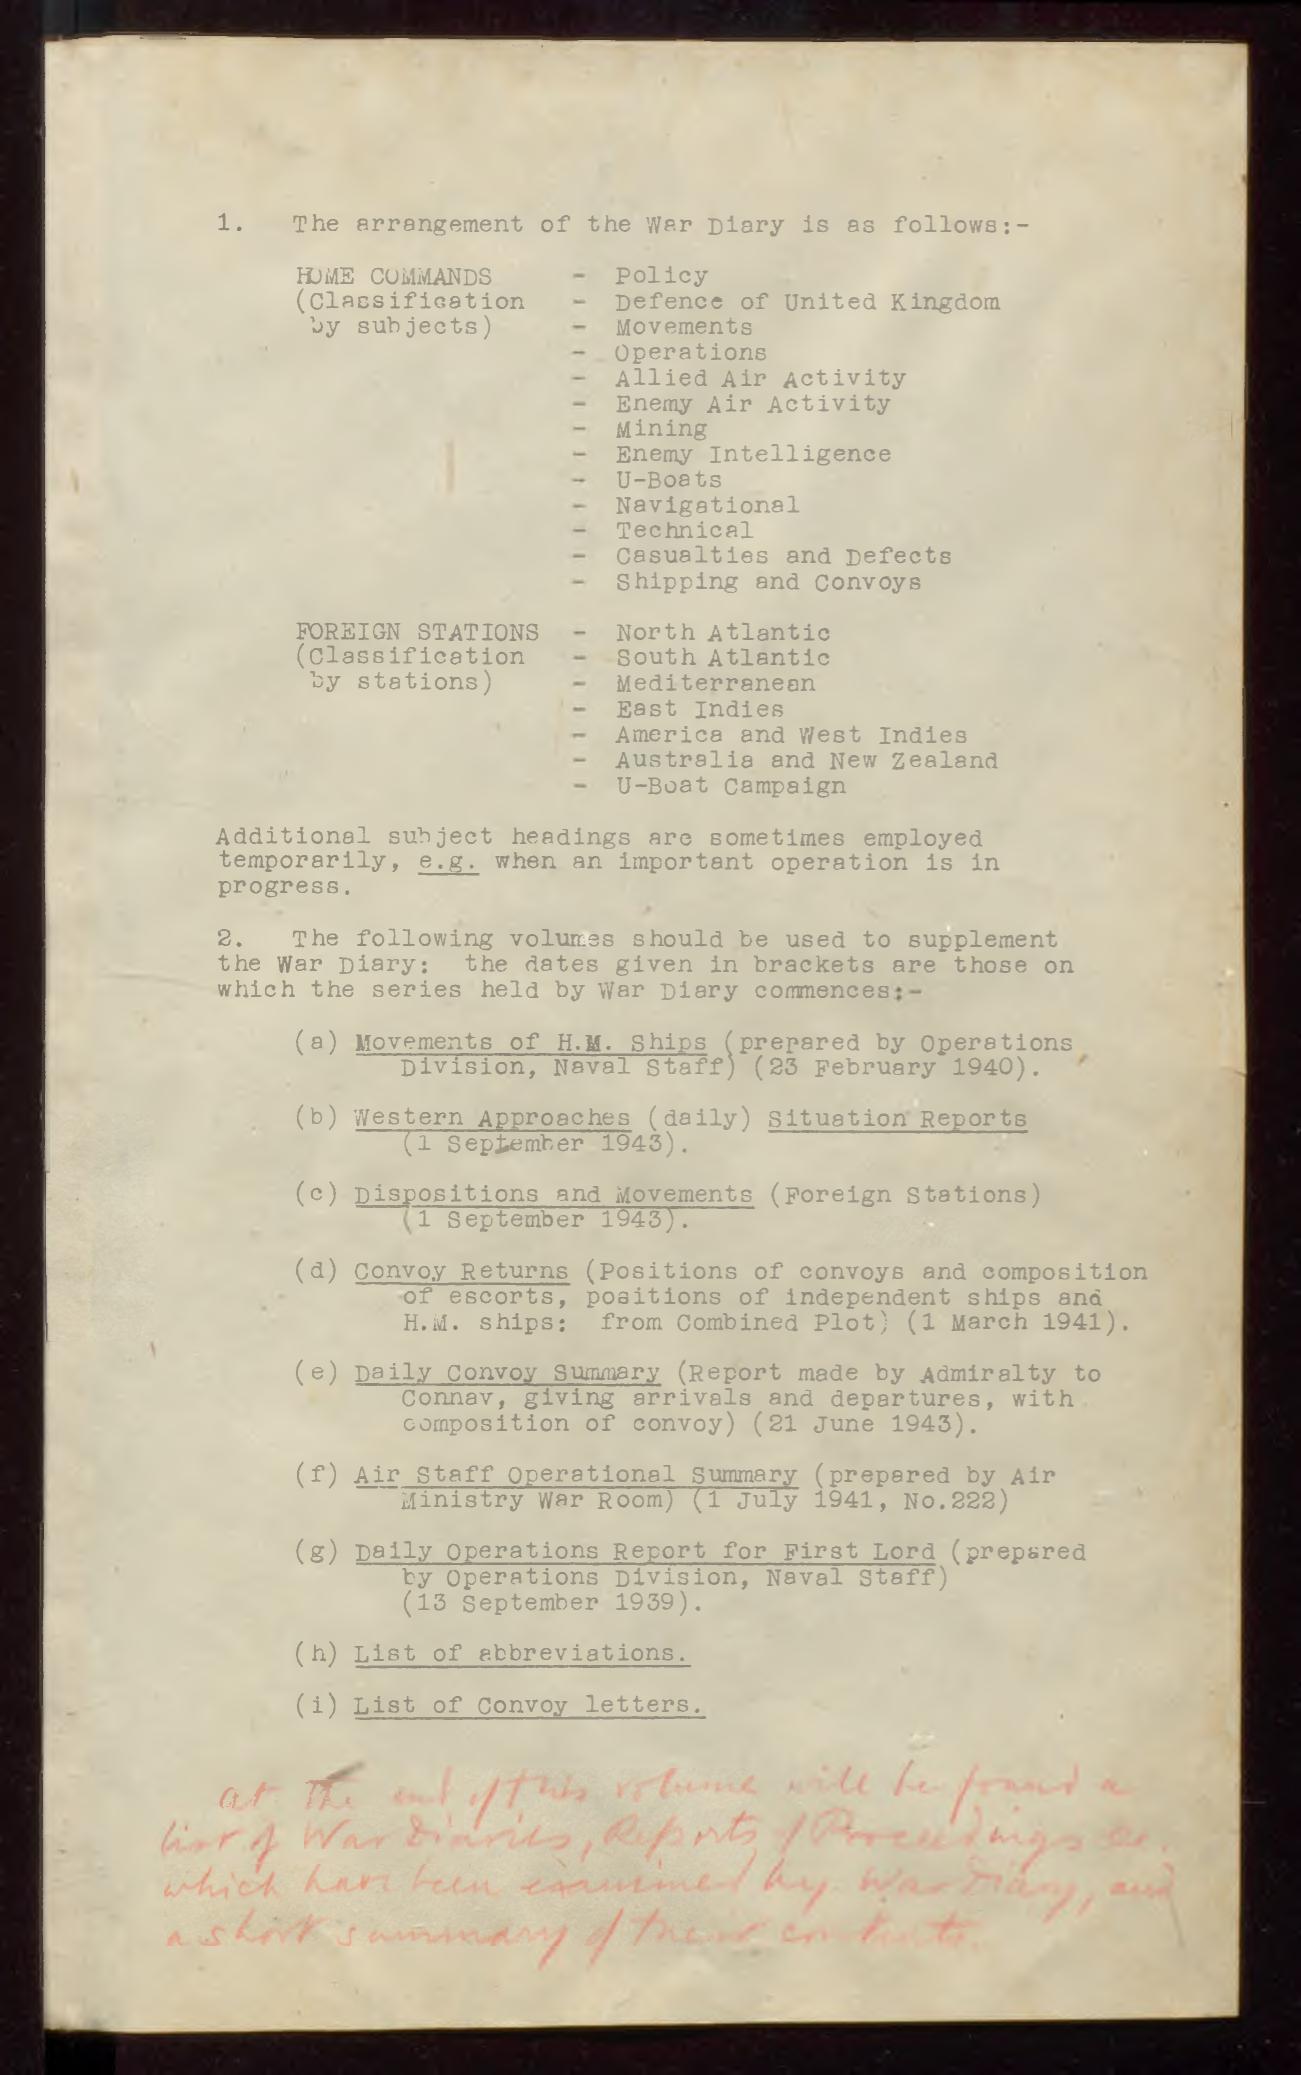 1. The arrangement of the War Diary is as follows:-
HOME COMMANDS - Policy
(Classification - Defence of United Kingdom
by subjects) - Movements
- Operations
- Allied Air Activity
- Enemy Air Activity
- Mining
- Enemy Intelligence
- U-Boats
- Navigational
- Technical
- Casualties and Defects
- Shipping and Convoys
FOREIGN STATIONS - North Atlantic
(Classification - South Atlantic
by stations) - Mediterranean
- East Indies
- America and West Indies
- Australia and New Zealand
- U-Boat Campaign
Additional subject headings are sometimes employed
temporarily, e.g. when an important operation is in
progress.
2. The following volumes should be used to supplement
the War Diary: the dates given in brackets are those on
which the series held by War Diary commences:-
(a) Movements of H.M. Ships (prepared by Operations
Division, Naval Staff) (23 February 1940).
(b) Western Approaches (daily) Situation Reports
(1 September 1943).
(c) Dispositions and Movements (Foreign Stations)
(1 September 1943).
(d) Convoy Returns (Positions of convoys and composition
of escorts, positions of independent ships and
H.M. ships: from Combined Plot) (1 March 1941).
(e) Daily Convoy Summary (Report made by Admiralty to
Connav, giving arrivals and departures, with
composition of convoy) (21 June 1943).
(f) Air Staff Operational Summary (prepared by Air
Ministry War Room) (1 July 1941, No.222)
(g) Daily Operations Report for First Lord (prepared
by Operations Division, Naval Staff)
(13 September 1939).
(h) List of abbreviations.
(i) List of Convoy letters.
At the end of this volume will be found a
list of War Diaries, Reports of Proceedings &c.
which have been examined by War Diary, and
a short summary of their contents.